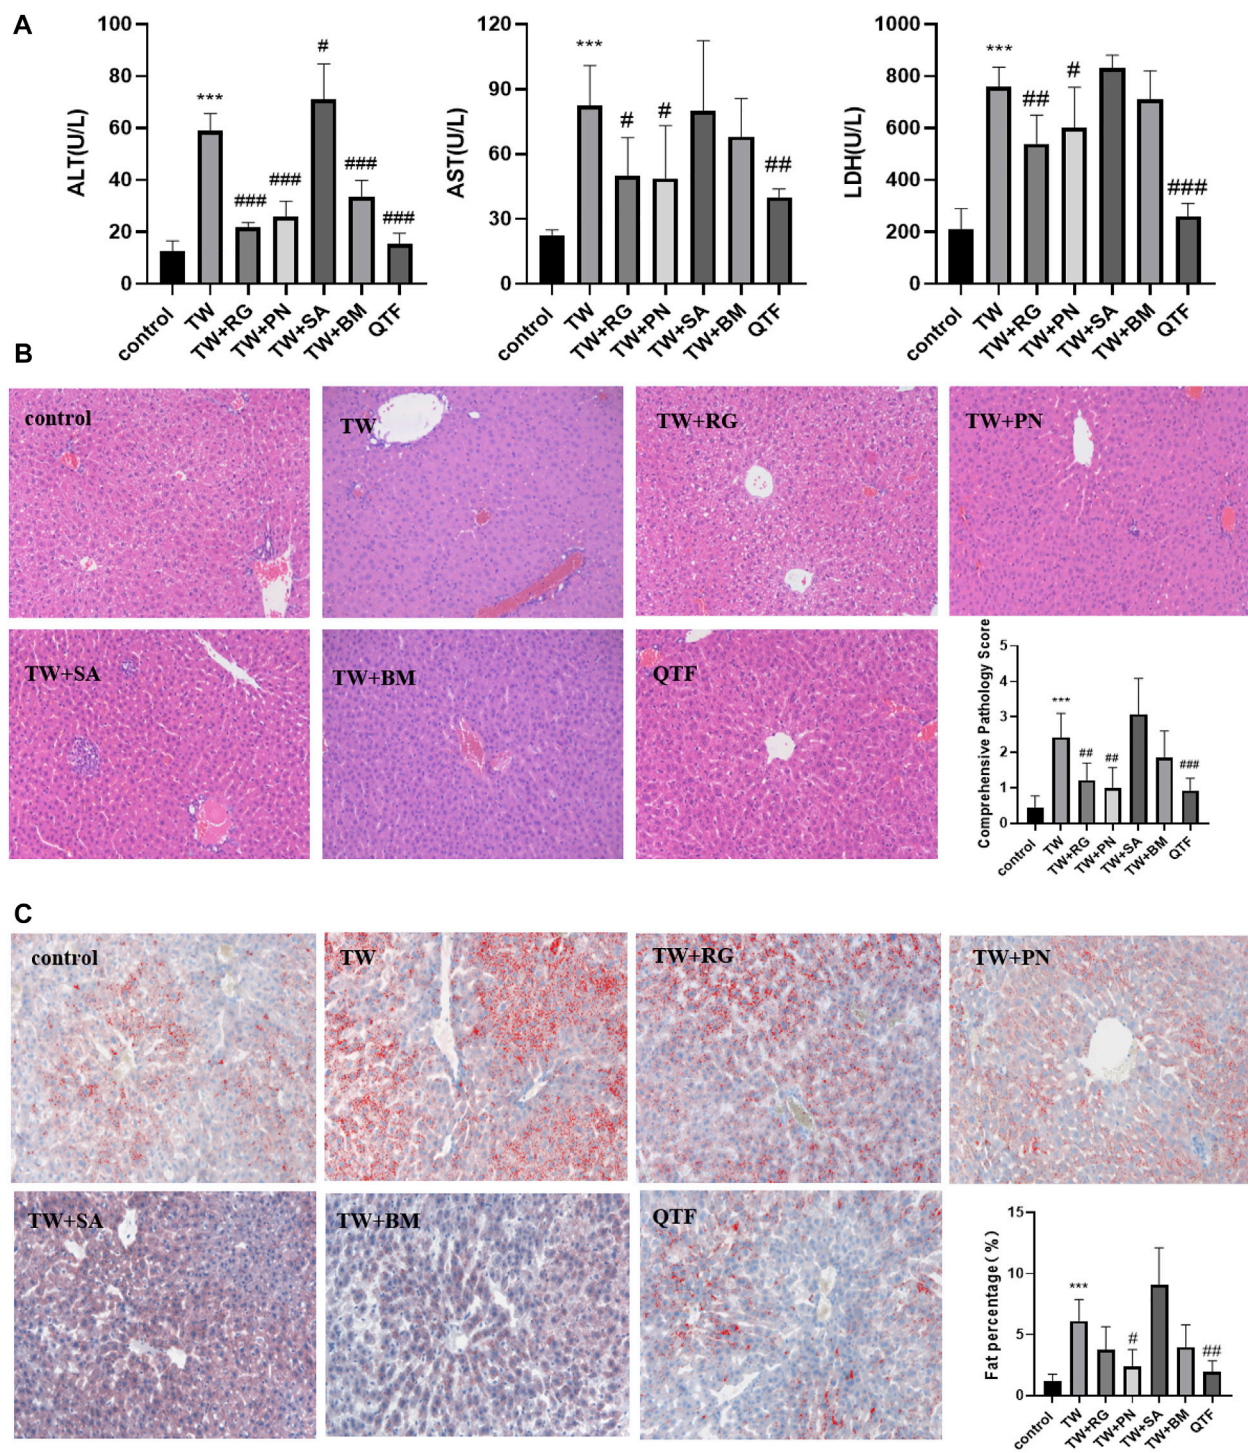 A
ALT(U/L)
100
80
60
40
20
0
***
###
###
#
###
###
control
TW
TW+RG
TW+PN
TW+SA
TW+BM
QTF
AST(U/L)
120
90
60
30
0
***
#
#
##
control
TW
TW+RG
TW+PN
TW+SA
TW+BM
QTF
LDH(U/L)
1000
800
600
400
200
0
***
##
#
###
control
TW
TW+RG
TW+PN
TW+SA
TW+BM
QTF
B
control
TW
TW+RG
TW+PN
TW+SA
TW+BM
QTF
Comprehensive Pathology Score
5
4
3
2
1
0
***
##
##
###
control
TW
TW+RG
TW+PN
TW+SA
TW+BM
QTF
C
control
TW
TW+RG
TW+PN
TW+SA
TW+BM
QTF
Fat percentage ( %)
15
10
5
0
***
#
##
control
TW
TW+RG
TW+PN
TW+SA
TW+BM
QTF